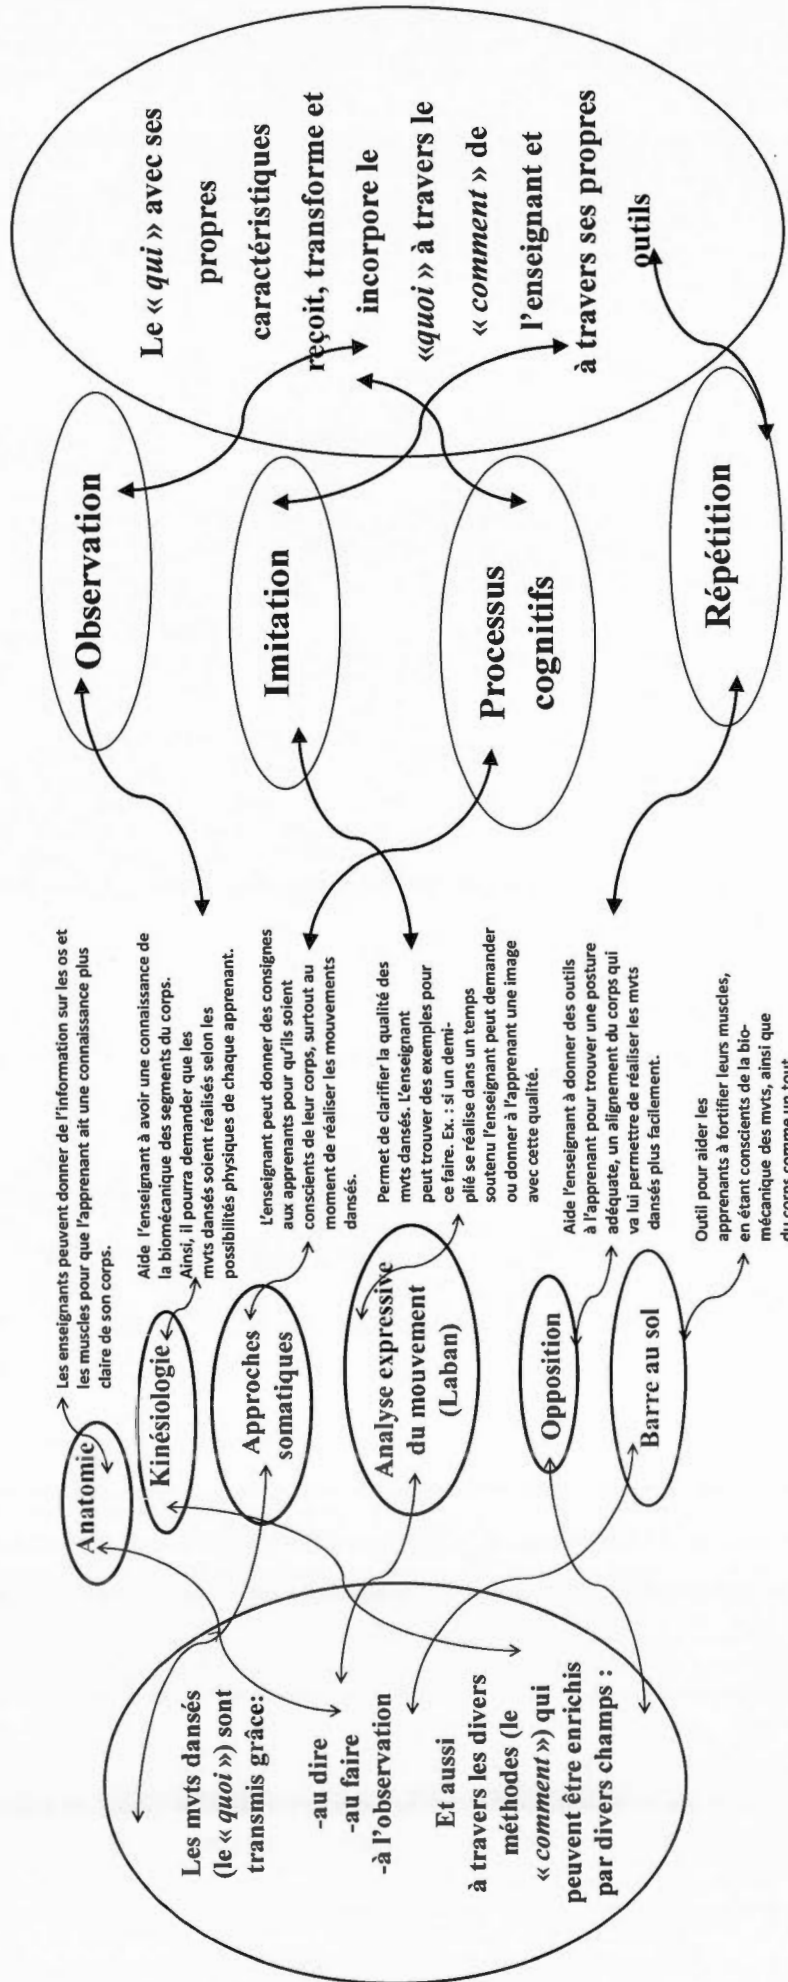 Les mvts dansés
(le « quoi ») sont
transmis grâce:
-au dire
-au faire
-à l'observation
Et aussi
à travers les divers
méthodes (le
« comment ») qui
peuvent être enrichis
par divers champs :
Anatomie
Kinésiologie
Approches
somatiques
Analyse expressive
du mouvement
(Laban)
Opposition
Barre au sol
Les enseignants peuvent donner de l'information sur les os et
les muscles pour que l'apprenant ait une connaissance plus
claire de son corps.
Aide l'enseignant à avoir une connaissance de
la biomécanique des segments du corps.
Ainsi, il pourra demander que les
mvts dansés soient réalisés selon les
possibilités physiques de chaque apprenant.
L'enseignant peut donner des consignes
aux apprenants pour qu'ils soient
conscients de leur corps, surtout au
moment de réaliser les mouvements
dansés.
Permet de clarifier la qualité des
mvts dansés. L'enseignant
peut trouver des exemples pour
ce faire. Ex. : si un demi-
plié se réalise dans un temps
soutenu l'enseignant peut demander
ou donner à l'apprenant une image
avec cette qualité.
Aide l'enseignant à donner des outils
à l'apprenant pour trouver une posture
adéquate, un alignement du corps qui
va lui permettre de réaliser les mvts
dansés plus facilement.
Outil pour aider les
apprenants à fortifier leurs muscles,
en étant conscients de la bio-
mécanique des mvts, ainsi que
du corps comme un tout
Observation
Imitation
Processus
cognitifs
Répétition
Le « qui » avec ses
propres
caractéristiques
reçoit, transforme et
incorpore le
«quoi » à travers le
« comment » de
l'enseignant et
à travers ses propres
outils